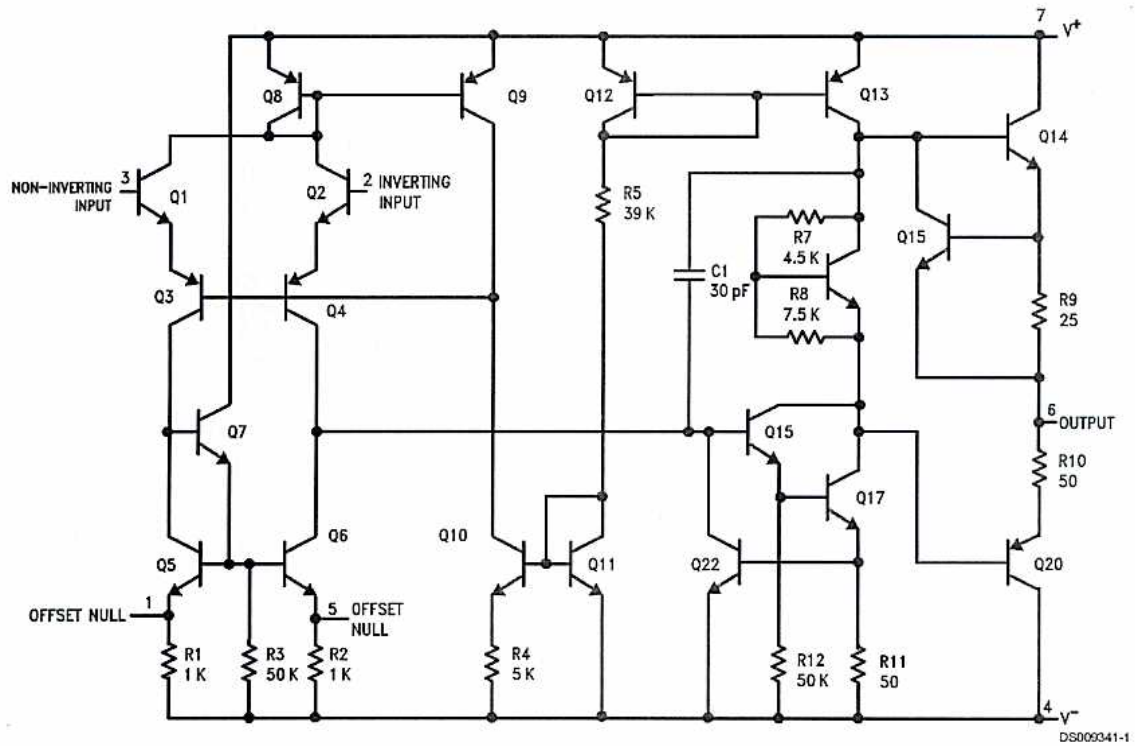 7 V+
Q8
Q9
Q12
Q13
Q14
3
NON-INVERTING
INPUT
Q1
Q2
2 INVERTING
INPUT
R5
39 K
R7
4.5 K
R8
7.5 K
C1
30 pF
Q15
R9
25
Q3
Q4
Q7
Q15
6
OUTPUT
R10
50
Q17
Q5
Q6
Q10
Q11
Q22
Q20
1
OFFSET NULL
5 OFFSET
NULL
R1
1 K
R3
50 K
R2
1 K
R4
5 K
R12
50 K
R11
50
4 V-
DS009341-1